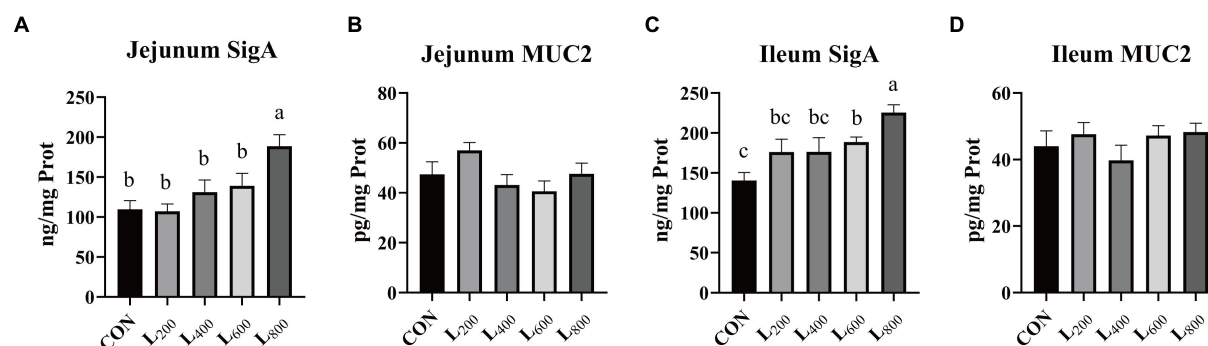 A
Jejunum SigA
ng/mg Prot
250
200
150
100
50
0
b
b
b
b
a
CON
L200
L400
L600
L800
B
Jejunum MUC2
pg/mg Prot
80
60
40
20
0
CON
L200
L400
L600
L800
C
Ileum SigA
ng/mg Prot
250
200
150
100
50
0
c
bc
bc
b
a
CON
L200
L400
L600
L800
D
Ileum MUC2
pg/mg Prot
60
40
20
0
CON
L200
L400
L600
L800